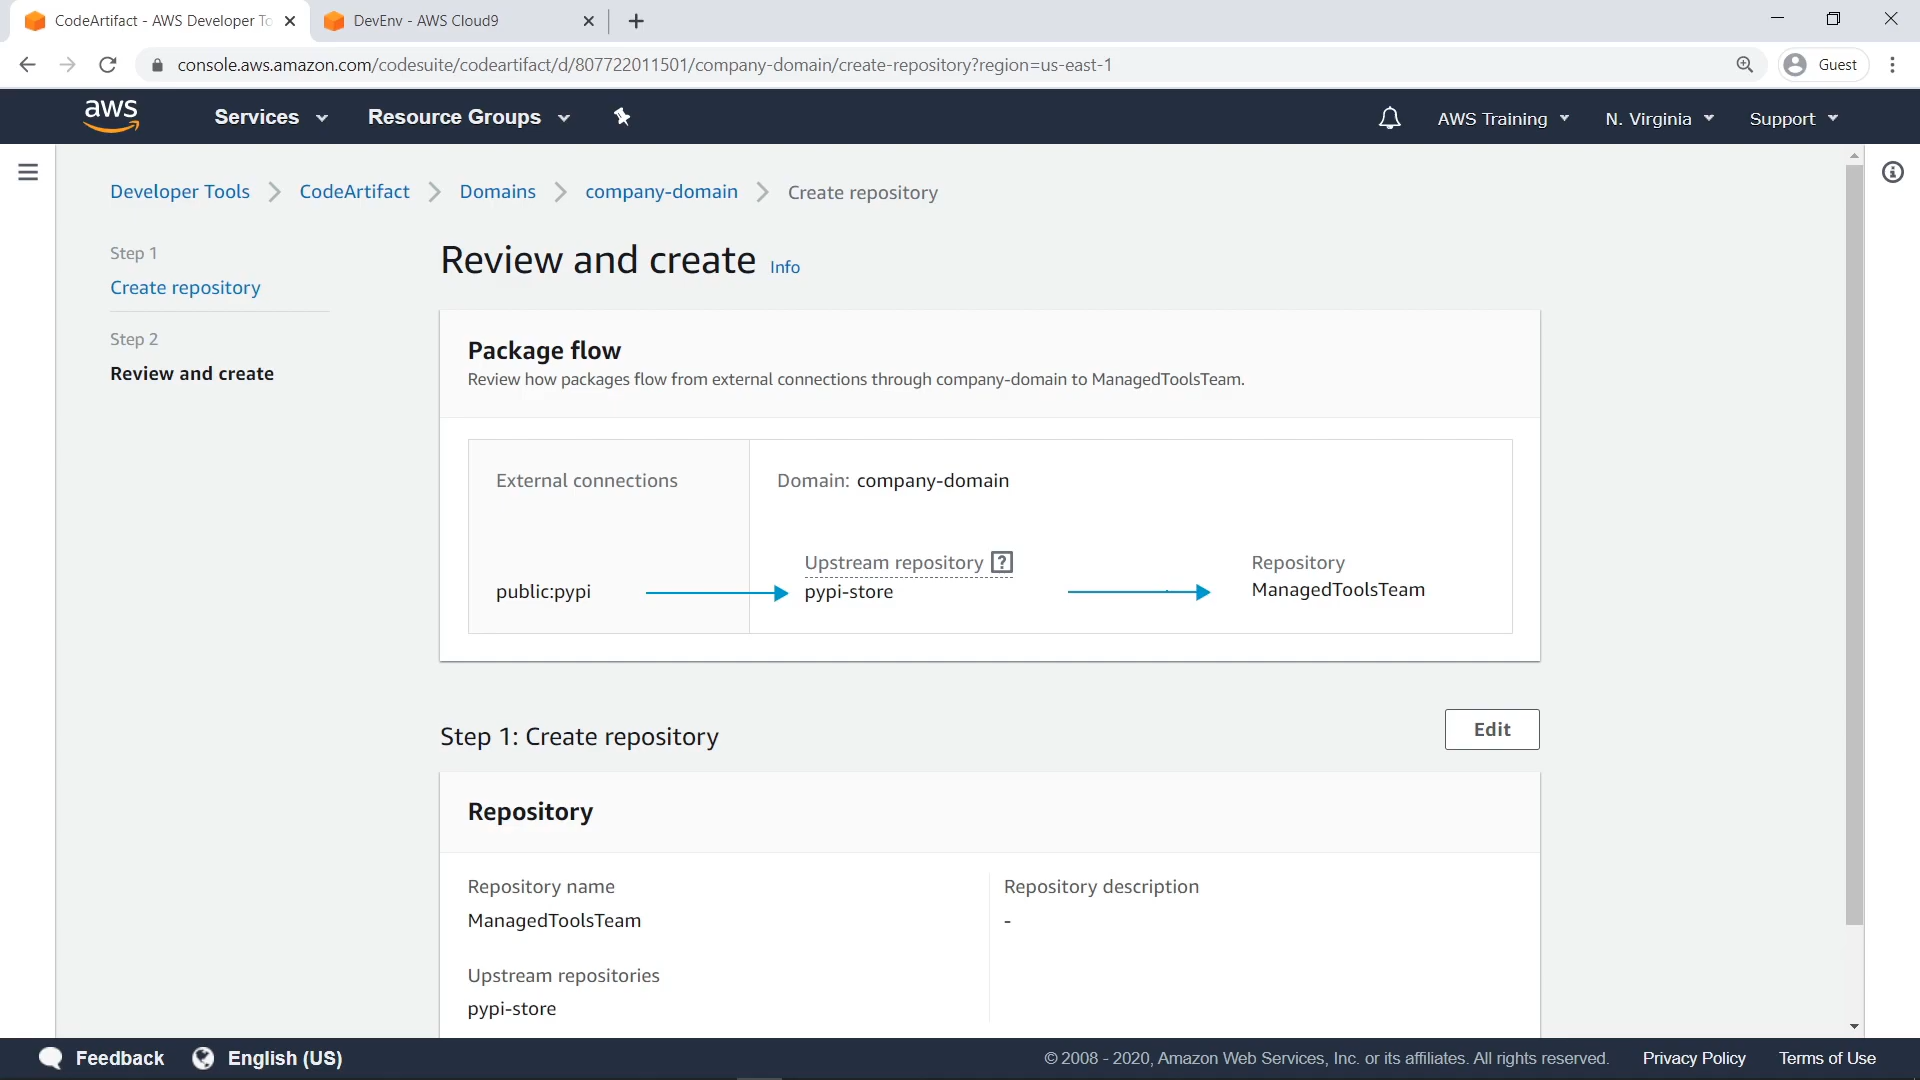 CodeArtifact - AWS Developer To
DevEnv - AWS Cloud9
console.aws.amazon.com/codesuite/codeartifact/d/807722011501/company-domain/create-repository?region=us-east-1
Guest
aws
Services
Resource Groups
AWS Training
N. Virginia
Support
Developer Tools
CodeArtifact
Domains
company-domain
Create repository
Step 1
Create repository
Step 2
Review and create
Review and create Info
Package flow
Review how packages flow from external connections through company-domain to ManagedToolsTeam.
External connections
Domain: company-domain
Upstream repository ?
Repository
public:pypi
pypi-store
ManagedToolsTeam
Step 1: Create repository
Edit
Repository
Repository name
ManagedToolsTeam
Repository description
-
Upstream repositories
pypi-store
Feedback
English (US)
© 2008 - 2020, Amazon Web Services, Inc. or its affiliates. All rights reserved.
Privacy Policy
Terms of Use